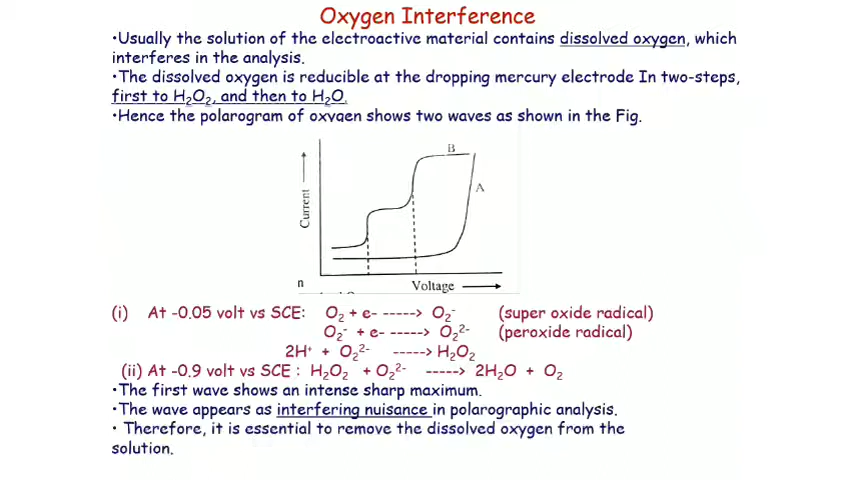 Oxygen Interference
•Usually the solution of the electroactive material contains dissolved oxygen, which
interferes in the analysis.
•The dissolved oxygen is reducible at the dropping mercury electrode In two-steps,
first to H₂O₂, and then to H₂O.
•Hence the polarogram of oxygen shows two waves as shown in the Fig.
B
A
Current
n
Voltage
(i) At -0.05 volt vs SCE: O₂ + e- -----> O₂⁻ (super oxide radical)
O₂⁻ + e- -----> O₂²⁻ (peroxide radical)
2H⁺ + O₂²⁻ -----> H₂O₂
(ii) At -0.9 volt vs SCE : H₂O₂ + O₂²⁻ -----> 2H₂O + O₂
•The first wave shows an intense sharp maximum.
•The wave appears as interfering nuisance in polarographic analysis.
• Therefore, it is essential to remove the dissolved oxygen from the
solution.